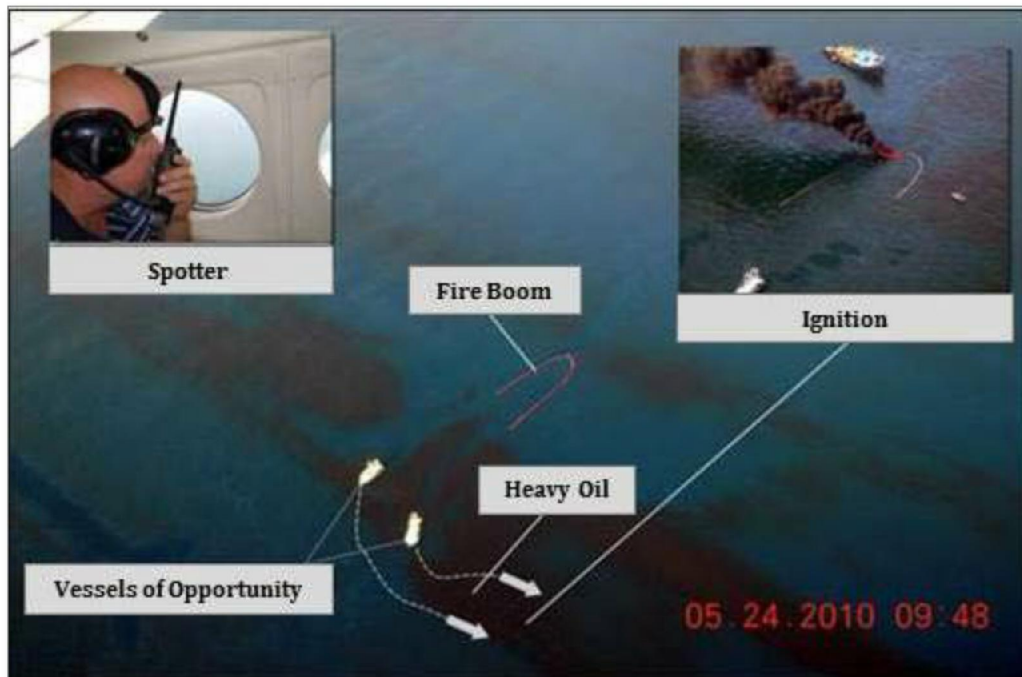 Spotter
Fire Boom
Ignition
Heavy Oil
Vessels of Opportunity
05.24.2010 09:48